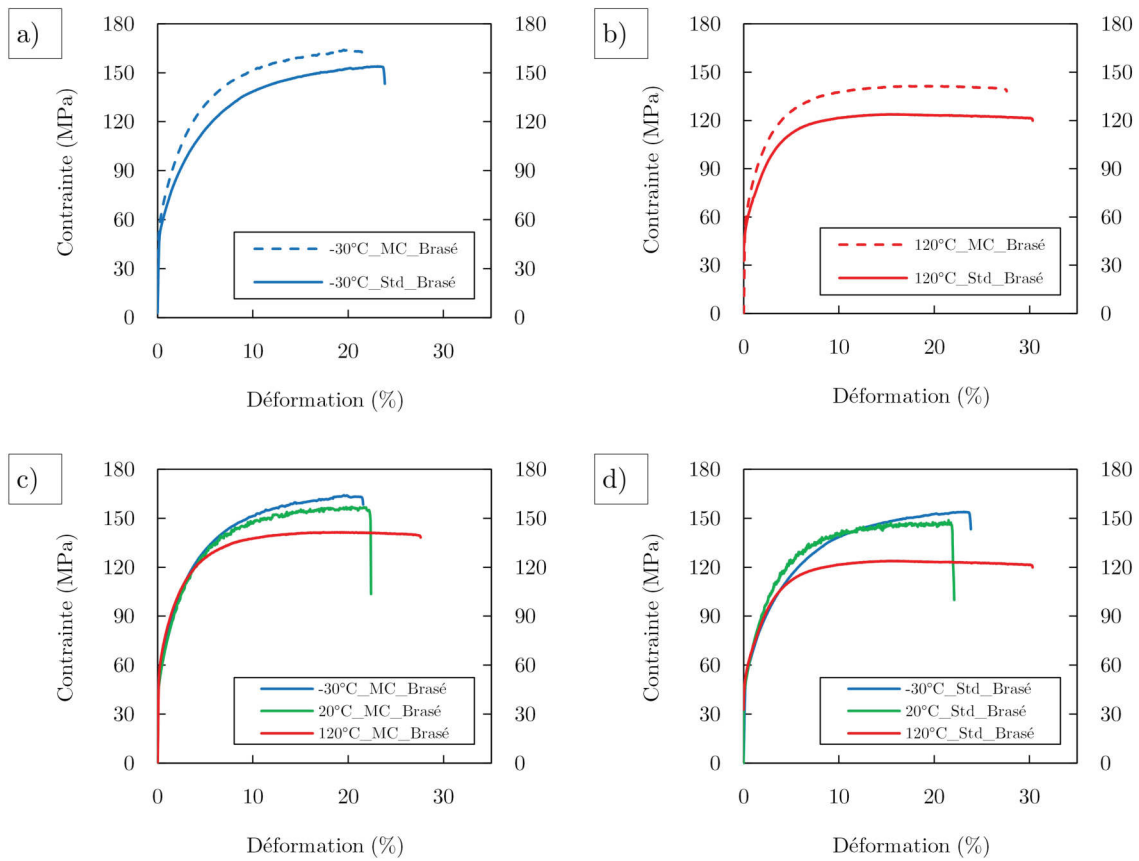 a)
180
150
120
90
60
30
0
Contrainte (MPa)
180
150
120
90
60
30
0
-30°C_MC_Brasé
-30°C_Std_Brasé
0 10 20 30
Déformation (%)
b)
180
150
120
90
60
30
0
Contrainte (MPa)
180
150
120
90
60
30
0
120°C_MC_Brasé
120°C_Std_Brasé
0 10 20 30
Déformation (%)
c)
180
150
120
90
60
30
0
Contrainte (MPa)
180
150
120
90
60
30
0
-30°C_MC_Brasé
20°C_MC_Brasé
120°C_MC_Brasé
0 10 20 30
Déformation (%)
d)
180
150
120
90
60
30
0
Contrainte (MPa)
180
150
120
90
60
30
0
-30°C_Std_Brasé
20°C_Std_Brasé
120°C_Std_Brasé
0 10 20 30
Déformation (%)